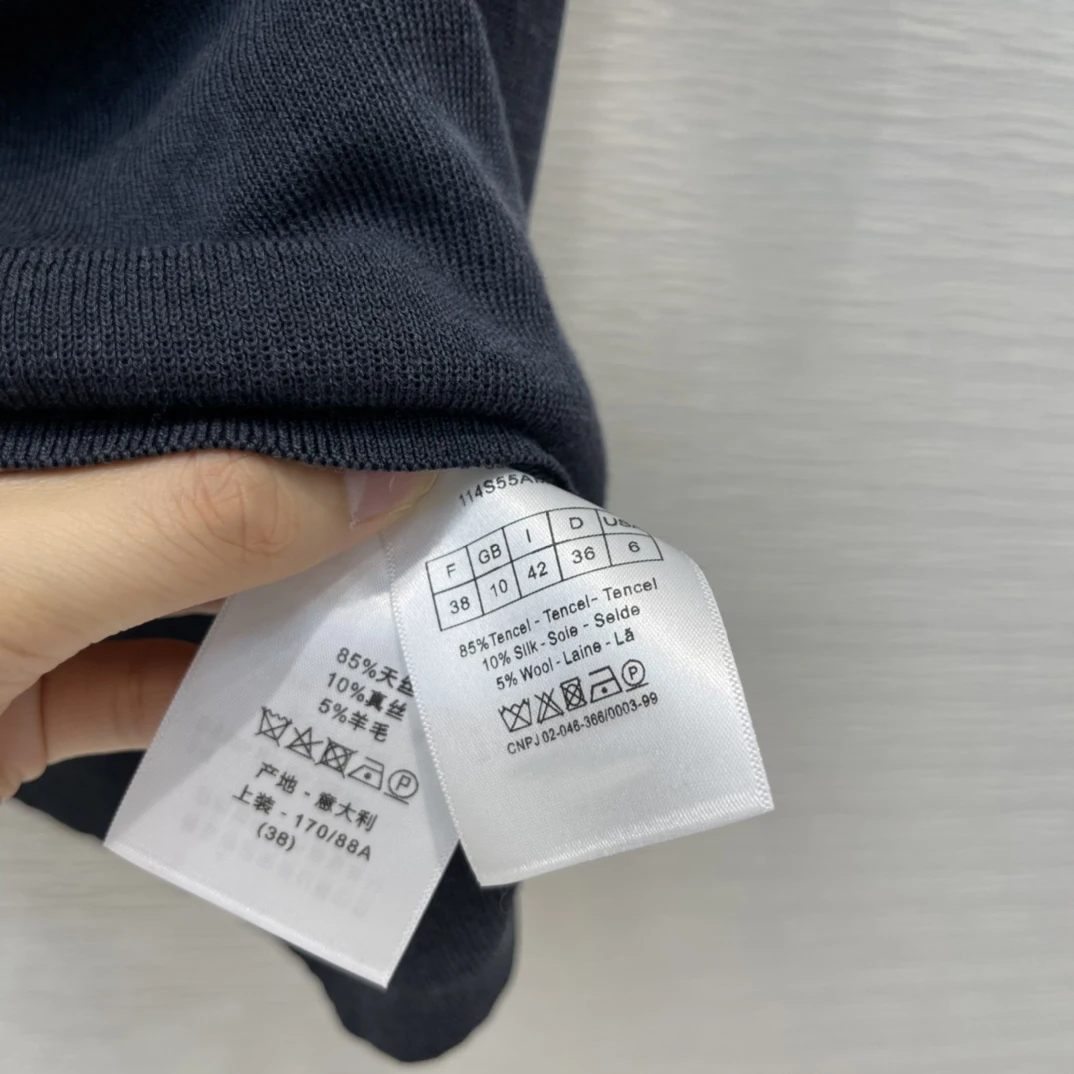 114S55A
F GB I D USA
38 10 42 36 6
85%Tencel - Tencel- Tencel
10% Silk - Soie - Seide
5% Wool - Laine - Lã
P
CNPJ 02-046-366/0003-99
85%天丝
10%真丝
5%羊毛
P
产地 - 意大利
上装 - 170/88A
(38)